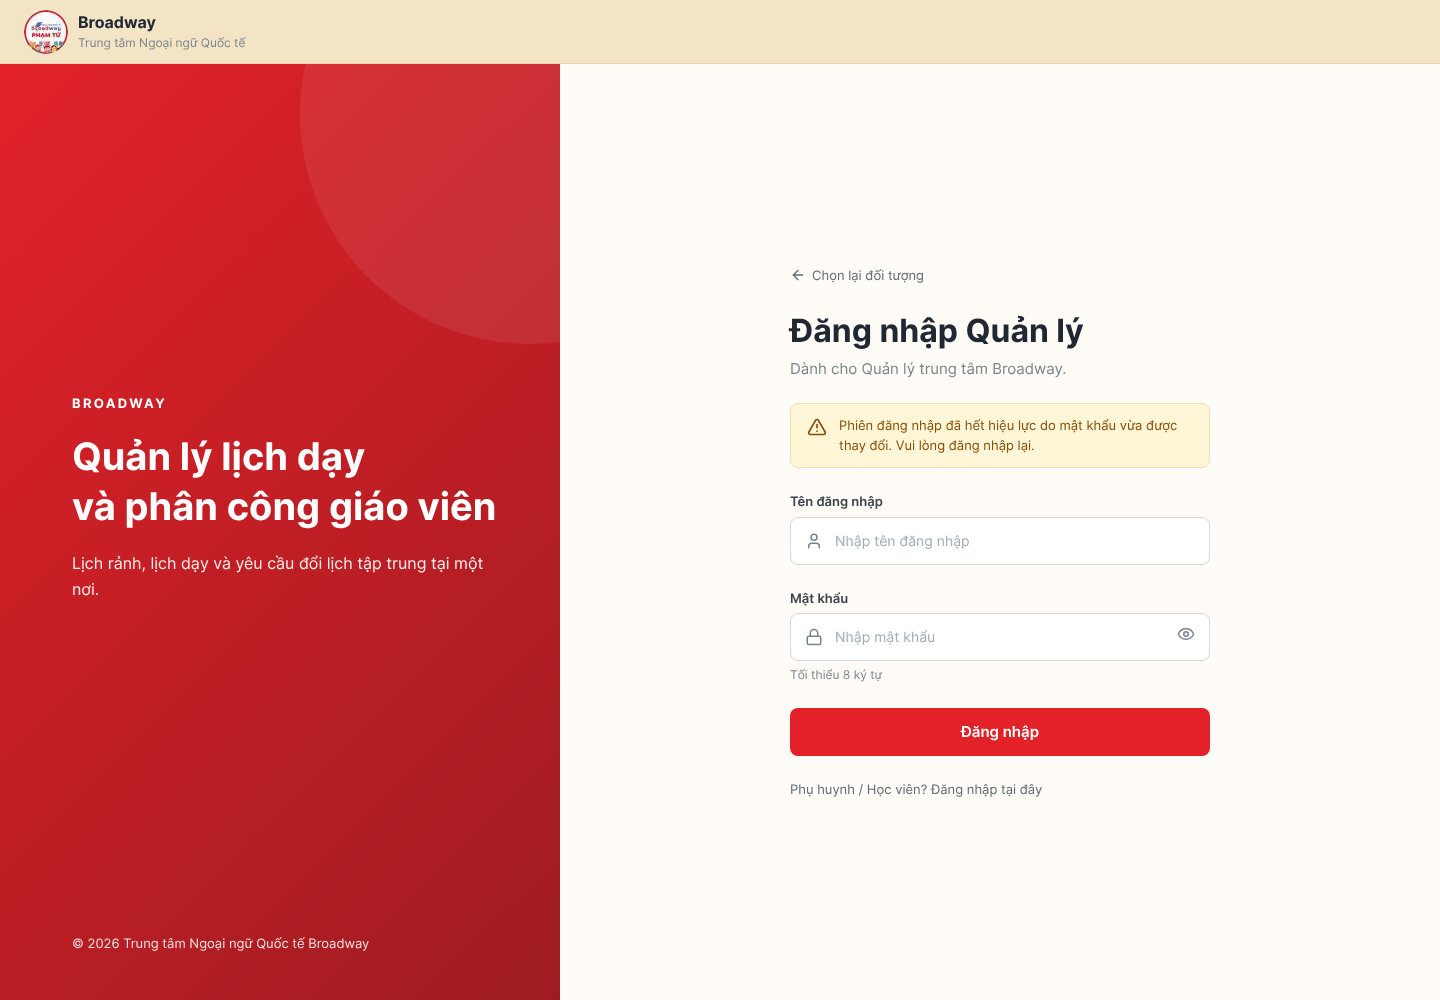 Broadway
PHẠM TỪ
Broadway
Trung tâm Ngoại ngữ Quốc tế
BROADWAY
Quản lý lịch dạy
và phân công giáo viên
Lịch rảnh, lịch dạy và yêu cầu đổi lịch tập trung tại một
nơi.
© 2026 Trung tâm Ngoại ngữ Quốc tế Broadway
Chọn lại đối tượng
Đăng nhập Quản lý
Dành cho Quản lý trung tâm Broadway.
Phiên đăng nhập đã hết hiệu lực do mật khẩu vừa được
thay đổi. Vui lòng đăng nhập lại.
Tên đăng nhập
Nhập tên đăng nhập
Mật khẩu
Nhập mật khẩu
Tối thiểu 8 ký tự
Đăng nhập
Phụ huynh / Học viên? Đăng nhập tại đây